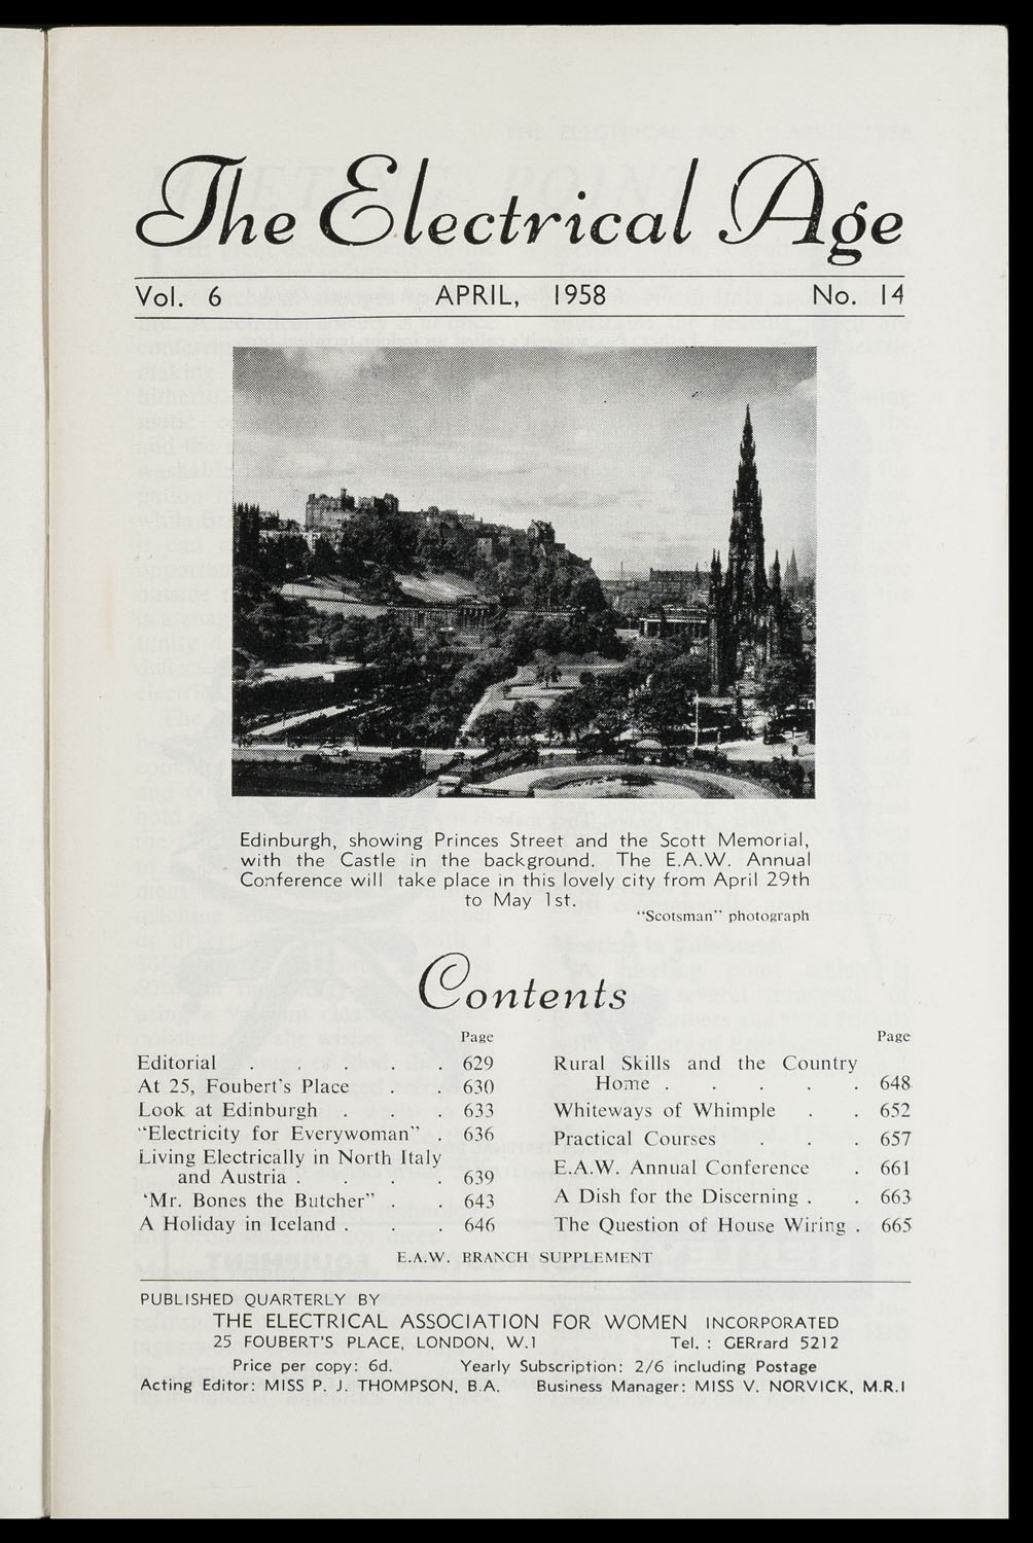 The Electrical Age
Vol. 6 APRIL, 1958 No. 14
Edinburgh, showing Princes Street and the Scott Memorial,
with the Castle in the background. The E.A.W. Annual
Conference will take place in this lovely city from April 29th
to May 1st.
"Scotsman" photograph
Contents
Page
Editorial . . . . . 629
At 25, Foubert's Place . . 630
Look at Edinburgh . . . 633
"Electricity for Everywoman" . 636
Living Electrically in North Italy
and Austria . . . . 639
'Mr. Bones the Butcher" . . 643
A Holiday in Iceland . . . 646
Page
Rural Skills and the Country
Home . . . . . 648
Whiteways of Whimple . . 652
Practical Courses . . . 657
E.A.W. Annual Conference . 661
A Dish for the Discerning . . 663
The Question of House Wiring . 665
E.A.W. BRANCH SUPPLEMENT
PUBLISHED QUARTERLY BY
THE ELECTRICAL ASSOCIATION FOR WOMEN INCORPORATED
25 FOUBERT'S PLACE, LONDON, W.1 Tel. : GERrard 5212
Price per copy: 6d. Yearly Subscription: 2/6 including Postage
Acting Editor: MISS P. J. THOMPSON, B.A. Business Manager: MISS V. NORVICK, M.R.I